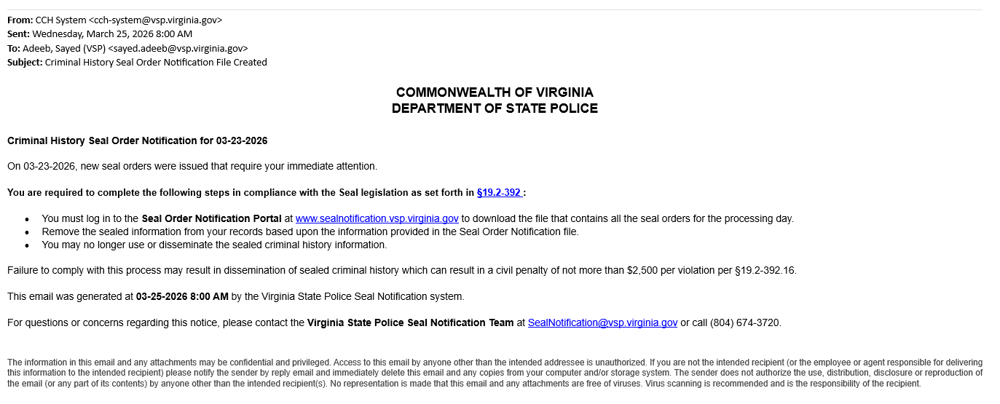 From: CCH System <cch-system@vsp.virginia.gov>
Sent: Wednesday, March 25, 2026 8:00 AM
To: Adeeb, Sayed (VSP) <sayed.adeeb@vsp.virginia.gov>
Subject: Criminal History Seal Order Notification File Created
COMMONWEALTH OF VIRGINIA
DEPARTMENT OF STATE POLICE
Criminal History Seal Order Notification for 03-23-2026
On 03-23-2026, new seal orders were issued that require your immediate attention.
You are required to complete the following steps in compliance with the Seal legislation as set forth in §19.2-392 :
• You must log in to the Seal Order Notification Portal at www.sealnotification.vsp.virginia.gov to download the file that contains all the seal orders for the processing day.
• Remove the sealed information from your records based upon the information provided in the Seal Order Notification file.
• You may no longer use or disseminate the sealed criminal history information.
Failure to comply with this process may result in dissemination of sealed criminal history which can result in a civil penalty of not more than $2,500 per violation per §19.2-392.16.
This email was generated at 03-25-2026 8:00 AM by the Virginia State Police Seal Notification system.
For questions or concerns regarding this notice, please contact the Virginia State Police Seal Notification Team at SealNotification@vsp.virginia.gov or call (804) 674-3720.
The information in this email and any attachments may be confidential and privileged. Access to this email by anyone other than the intended addressee is unauthorized. If you are not the intended recipient (or the employee or agent responsible for delivering
this information to the intended recipient) please notify the sender by reply email and immediately delete this email and any copies from your computer and/or storage system. The sender does not authorize the use, distribution, disclosure or reproduction of
the email (or any part of its contents) by anyone other than the intended recipient(s). No representation is made that this email and any attachments are free of viruses. Virus scanning is recommended and is the responsibility of the recipient.